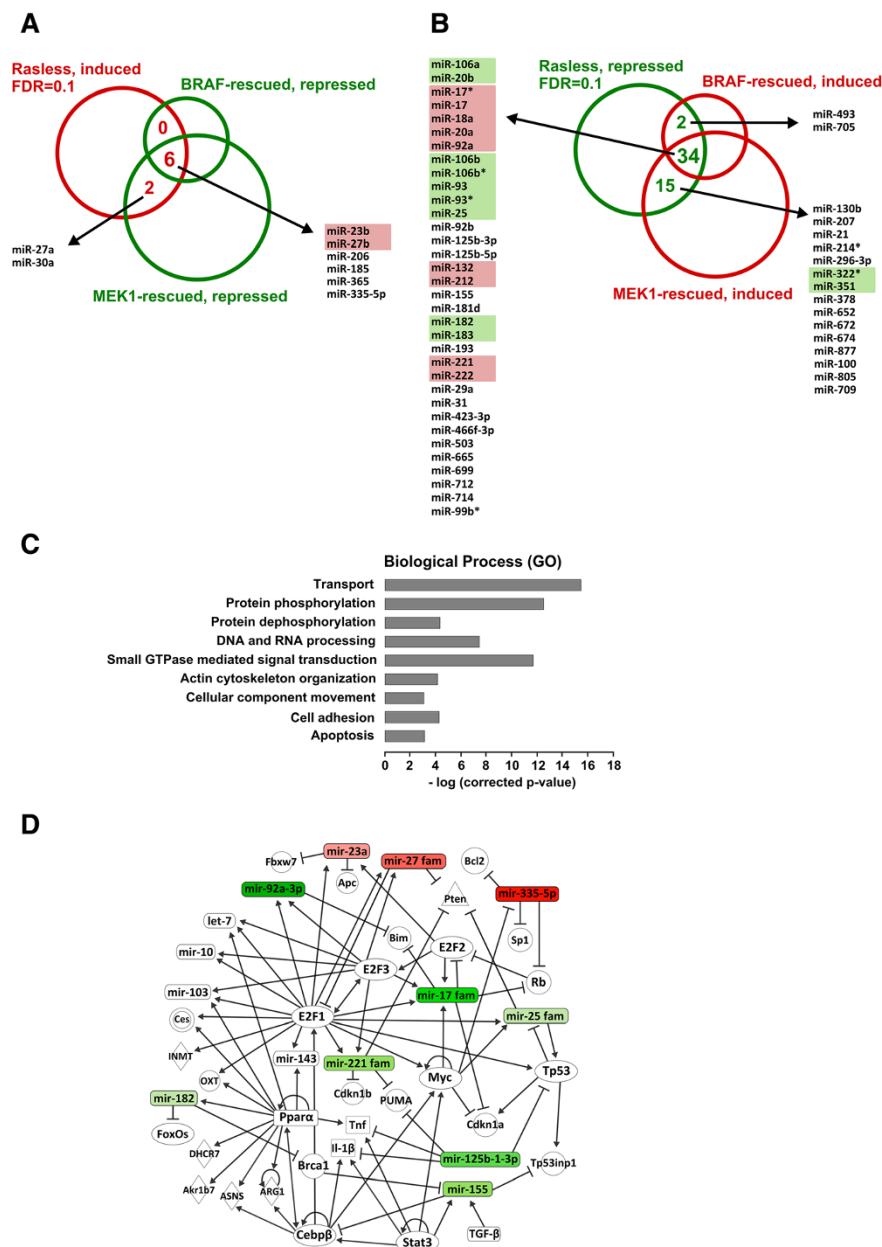 A
Rasless, induced
FDR=0.1
BRAF-rescued, repressed
0
6
2
miR-27a
miR-30a
miR-23b
miR-27b
miR-206
miR-185
miR-365
miR-335-5p
MEK1-rescued, repressed
B
miR-106a
miR-20b
miR-17*
miR-17
miR-18a
miR-20a
miR-92a
miR-106b
miR-106b*
miR-93
miR-93*
miR-25
miR-92b
miR-125b-3p
miR-125b-5p
miR-132
miR-212
miR-155
miR-181d
miR-182
miR-183
miR-193
miR-221
miR-222
miR-29a
miR-31
miR-423-3p
miR-466f-3p
miR-503
miR-665
miR-699
miR-712
miR-714
miR-99b*
Rasless, repressed
FDR=0.1
BRAF-rescued, induced
2
34
15
miR-493
miR-705
miR-130b
miR-207
miR-21
miR-214*
miR-296-3p
miR-322*
miR-351
miR-378
miR-652
miR-672
miR-674
miR-877
miR-100
miR-805
miR-709
MEK1-rescued, induced
C
Biological Process (GO)
Transport
Protein phosphorylation
Protein dephosphorylation
DNA and RNA processing
Small GTPase mediated signal transduction
Actin cytoskeleton organization
Cellular component movement
Cell adhesion
Apoptosis
0 2 4 6 8 10 12 14 16 18
- log (corrected p-value)
D
Fbxw7
mir-23a
mir-27 fam
Bcl2
mir-92a-3p
Apc
Pten
mir-335-5p
let-7
Bim
E2F2
Sp1
mir-10
E2F3
Rb
mir-103
mir-17 fam
Ces
E2F1
mir-25 fam
INMT
mir-143
mir-221 fam
Myc
Tp53
OXT
Cdkn1b
PUMA
mir-182
Pparα
Tnf
Cdkn1a
FoxOs
Il-1β
DHCR7
Brca1
mir-125b-1-3p
Tp53inp1
Akr1b7
ASNS
ARG1
mir-155
Cebpβ
Stat3
TGF-β